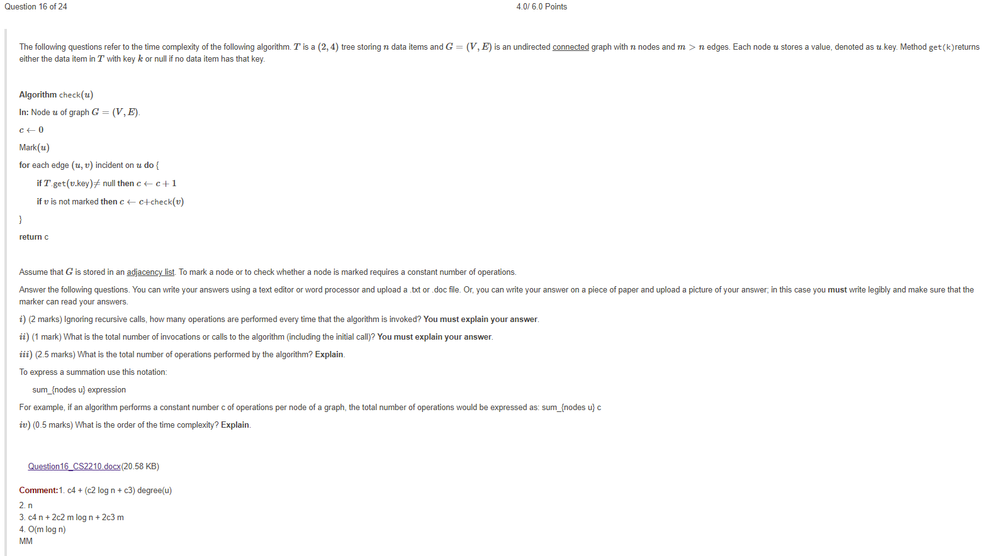 Question 16 of 24
4.0/ 6.0 Points
The following questions refer to the time complexity of the following algorithm. T is a (2, 4) tree storing n data items and G = (V, E) is an undirected connected graph with n nodes and m > n edges. Each node u stores a value, denoted as u.key. Method get(k)returns
either the data item in T with key k or null if no data item has that key.
Algorithm check(u)
In: Node u of graph G = (V, E).
c ← 0
Mark(u)
for each edge (u, v) incident on u do {
if T.get(v.key)≠ null then c ← c + 1
if v is not marked then c ← c+check(v)
}
return c
Assume that G is stored in an adjacency list. To mark a node or to check whether a node is marked requires a constant number of operations.
Answer the following questions. You can write your answers using a text editor or word processor and upload a .txt or .doc file. Or, you can write your answer on a piece of paper and upload a picture of your answer; in this case you must write legibly and make sure that the
marker can read your answers.
i) (2 marks) Ignoring recursive calls, how many operations are performed every time that the algorithm is invoked? You must explain your answer.
ii) (1 mark) What is the total number of invocations or calls to the algorithm (including the initial call)? You must explain your answer.
iii) (2.5 marks) What is the total number of operations performed by the algorithm? Explain.
To express a summation use this notation:
sum_{nodes u} expression
For example, if an algorithm performs a constant number c of operations per node of a graph, the total number of operations would be expressed as: sum_{nodes u} c
iv) (0.5 marks) What is the order of the time complexity? Explain.
Question16_CS2210.docx(20.58 KB)
Comment:1. c4 + (c2 log n + c3) degree(u)
2. n
3. c4 n + 2c2 m log n + 2c3 m
4. O(m log n)
MM